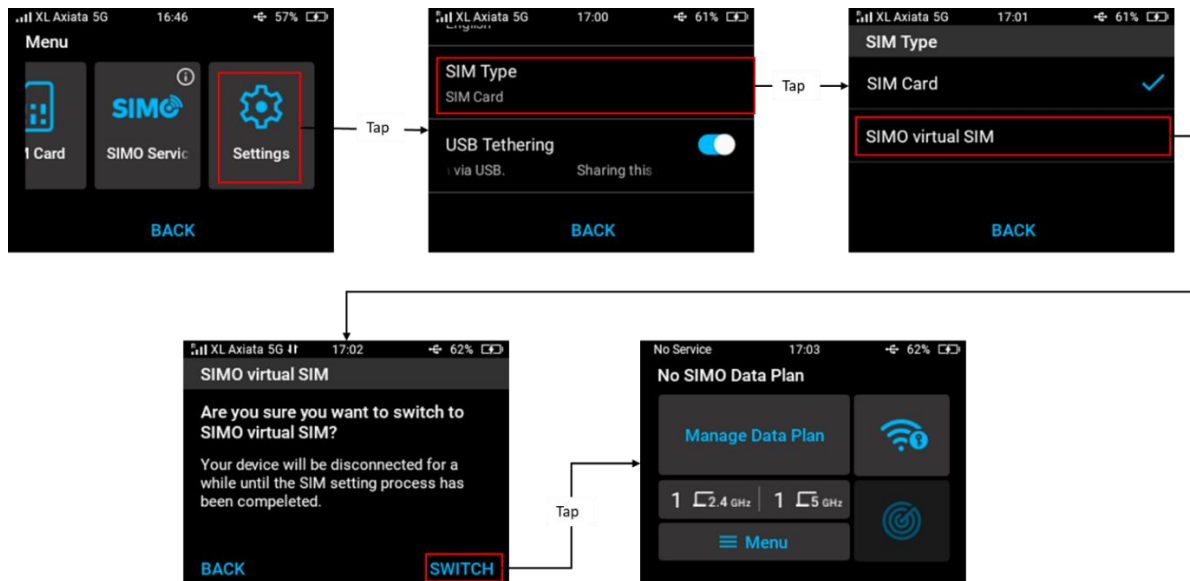 XL Axiata 5G 16:46 57%
Menu
SIMO
1 Card SIMO Servic Settings
BACK
Tap
XL Axiata 5G 17:00 61%
English
SIM Type
SIM Card
USB Tethering
via USB. Sharing this
BACK
Tap
XL Axiata 5G 17:01 61%
SIM Type
SIM Card
SIMO virtual SIM
BACK
XL Axiata 5G 17:02 62%
SIMO virtual SIM
Are you sure you want to switch to
SIMO virtual SIM?
Your device will be disconnected for a
while until the SIM setting process has
been compeleted.
BACK SWITCH
Tap
No Service 17:03 62%
No SIMO Data Plan
Manage Data Plan
1 2.4 GHz 1 5 GHz
Menu